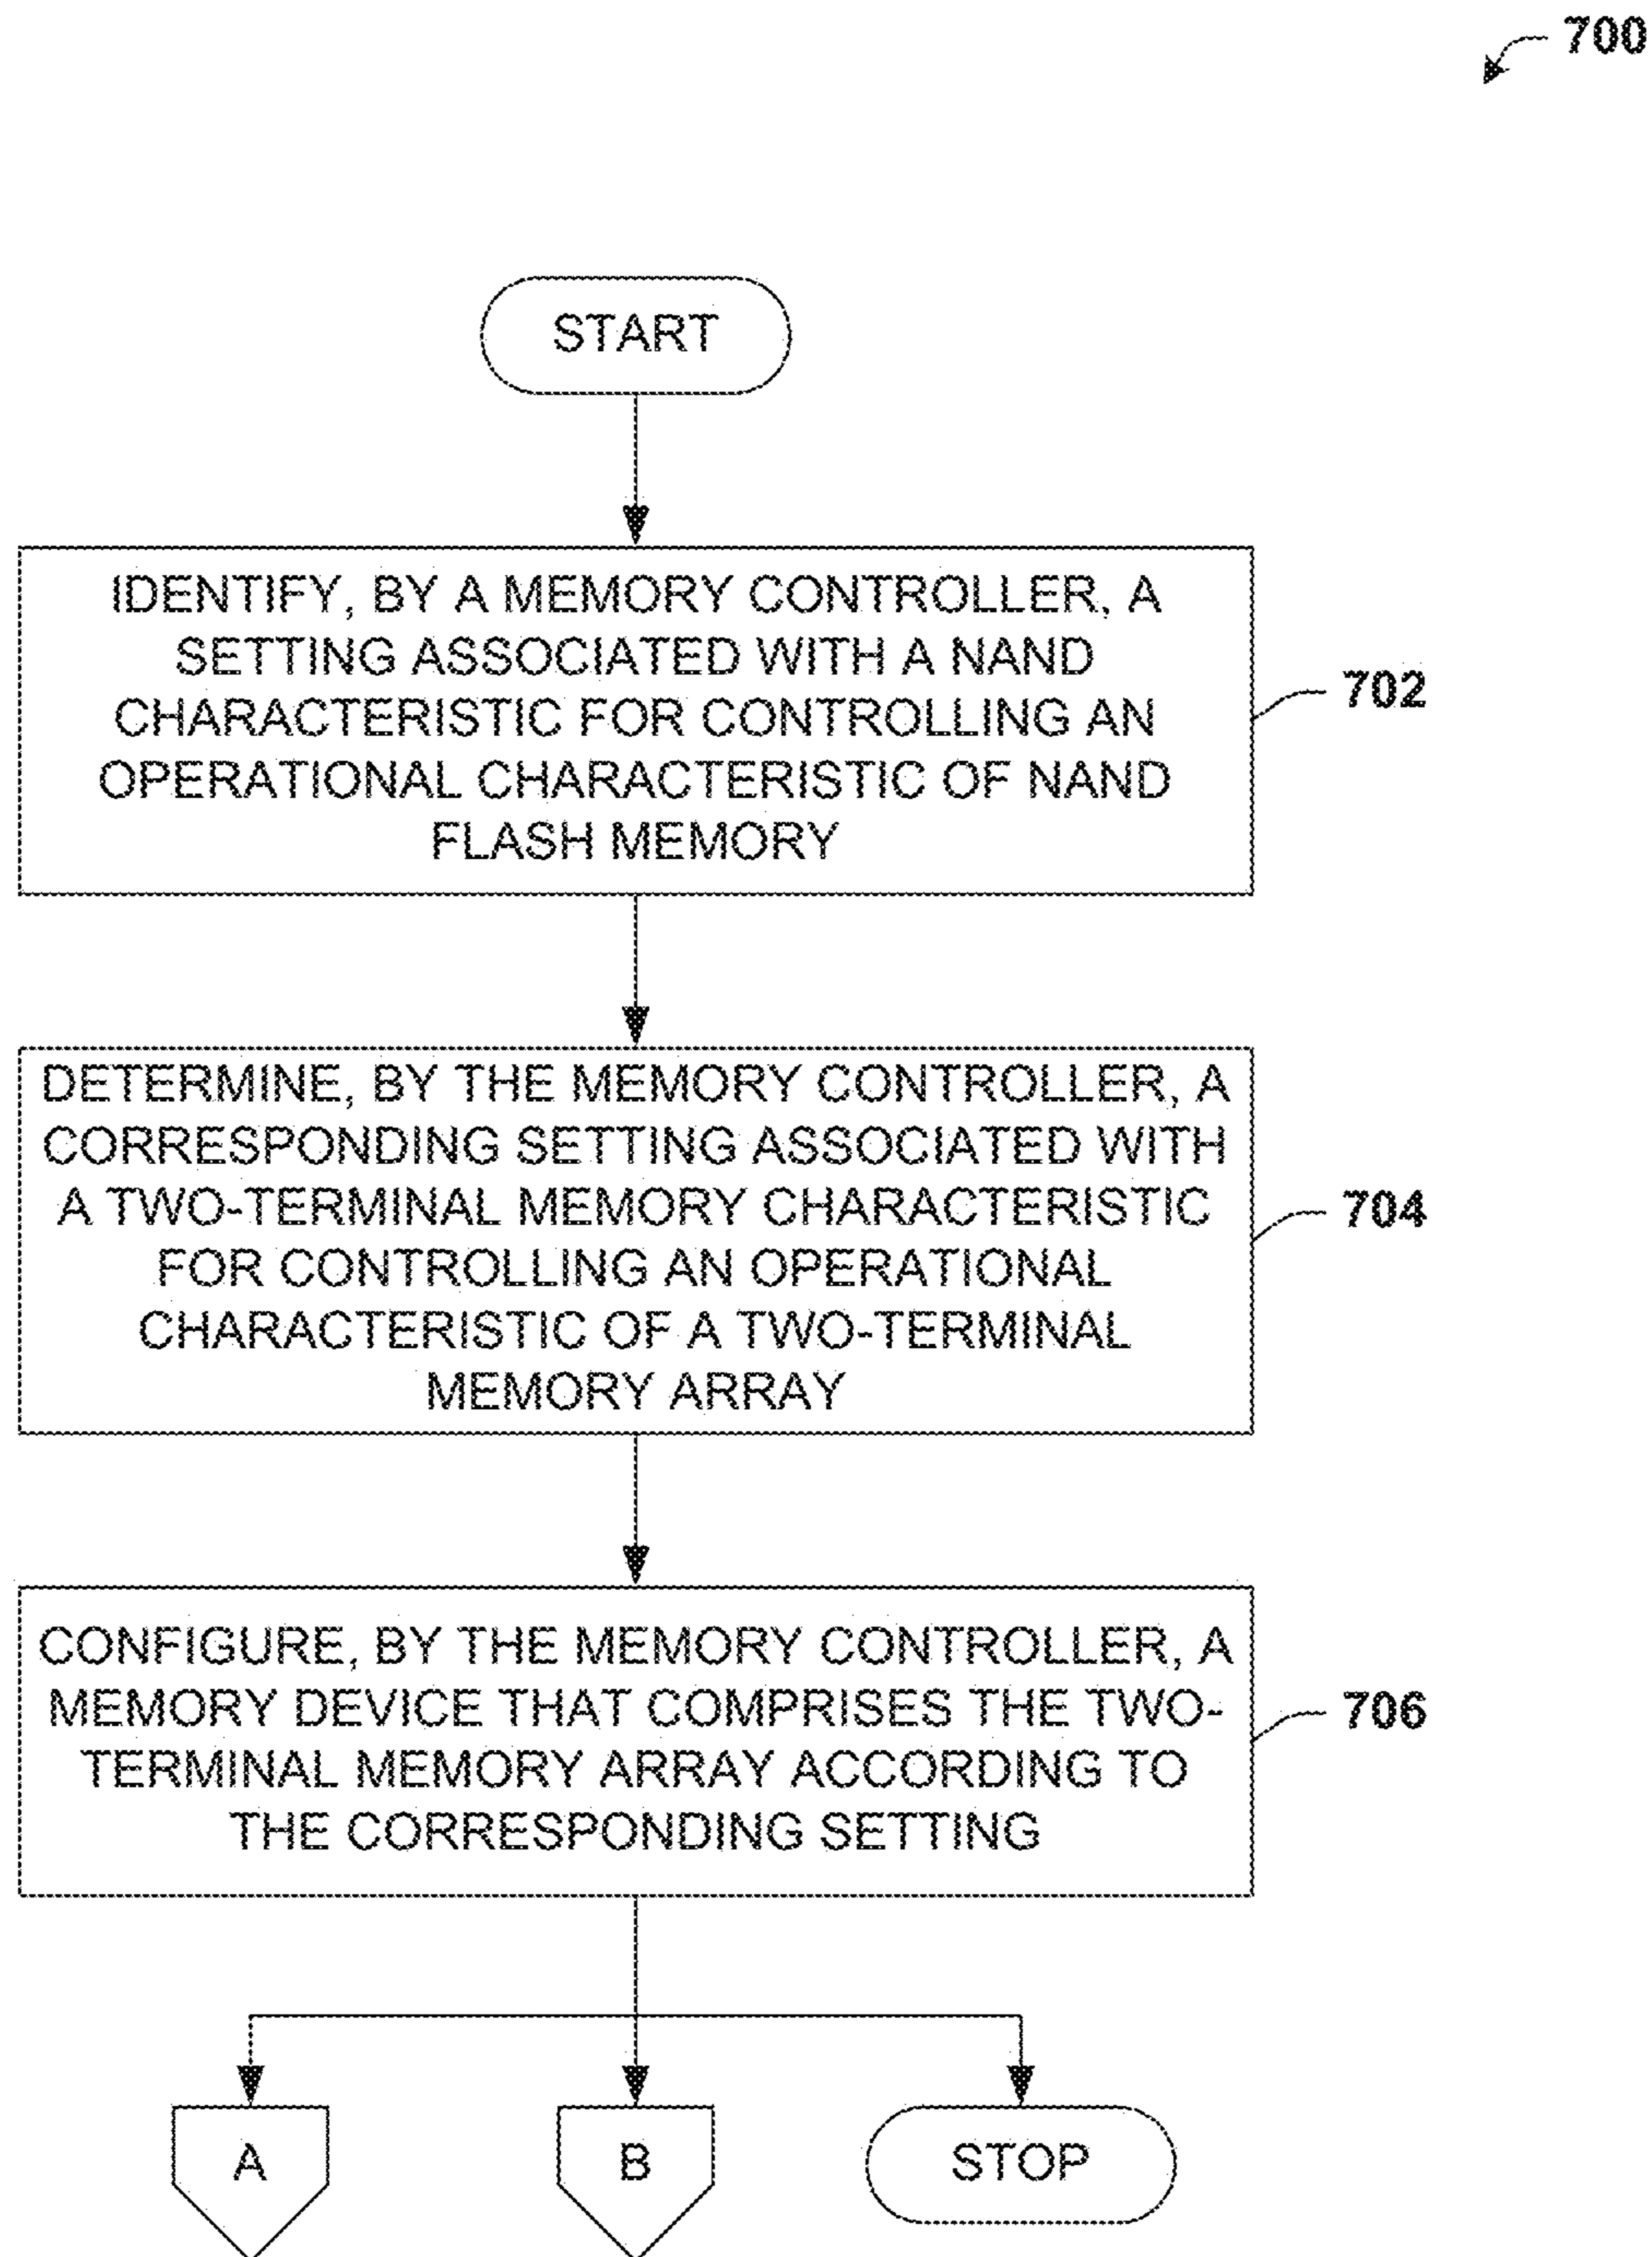 700
START
IDENTIFY, BY A MEMORY CONTROLLER, A
SETTING ASSOCIATED WITH A NAND
CHARACTERISTIC FOR CONTROLLING AN
OPERATIONAL CHARACTERISTIC OF NAND
FLASH MEMORY
702
DETERMINE, BY THE MEMORY CONTROLLER, A
CORRESPONDING SETTING ASSOCIATED WITH
A TWO-TERMINAL MEMORY CHARACTERISTIC
FOR CONTROLLING AN OPERATIONAL
CHARACTERISTIC OF A TWO-TERMINAL
MEMORY ARRAY
704
CONFIGURE, BY THE MEMORY CONTROLLER, A
MEMORY DEVICE THAT COMPRISES THE TWO-
TERMINAL MEMORY ARRAY ACCORDING TO
THE CORRESPONDING SETTING
706
A
B
STOP